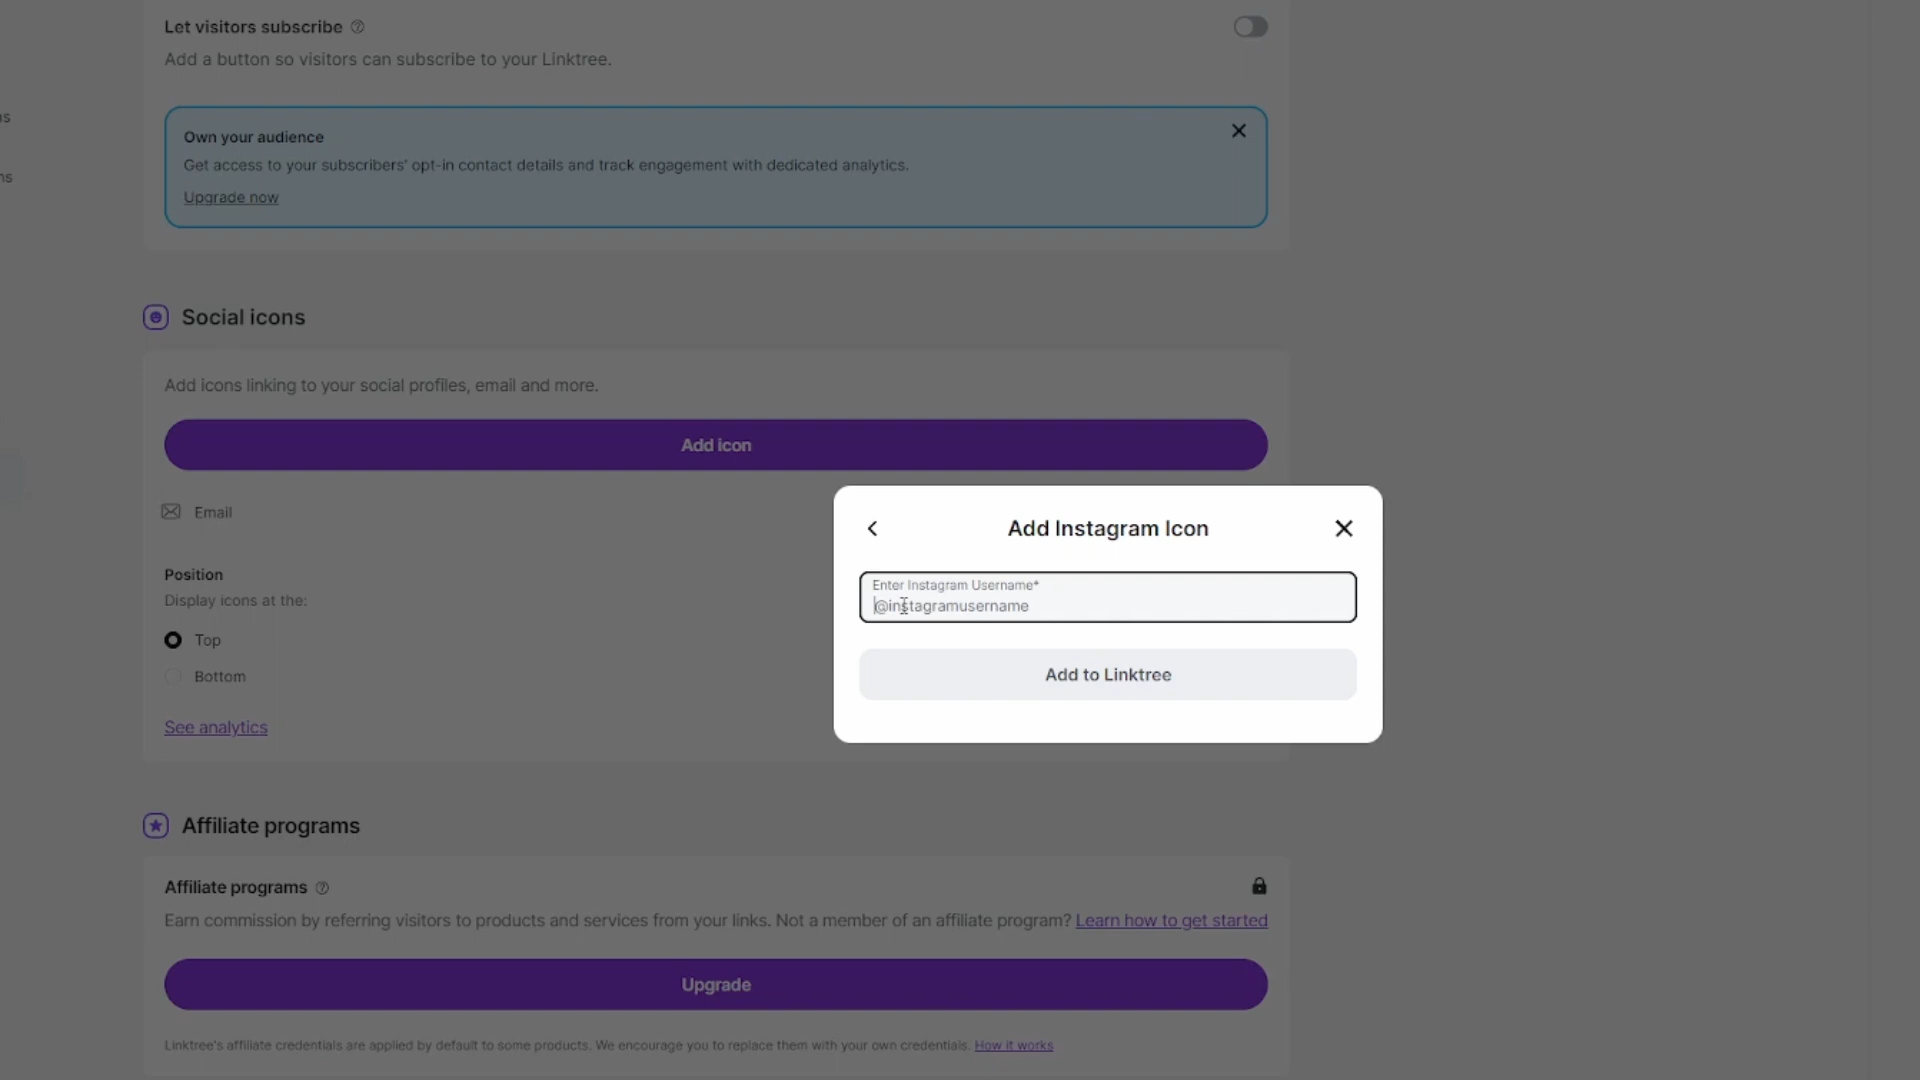 Let visitors subscribe
Add a button so visitors can subscribe to your Linktree.
Own your audience
Get access to your subscribers' opt-in contact details and track engagement with dedicated analytics.
Upgrade now
Social icons
Add icons linking to your social profiles, email and more.
Add icon
Email
Position
Display icons at the:
Top
Bottom
See analytics
Add Instagram Icon
Enter Instagram Username*
@instagramusername
Add to Linktree
Affiliate programs
Affiliate programs
Earn commission by referring visitors to products and services from your links. Not a member of an affiliate program? Learn how to get started
Upgrade
Linktree's affiliate credentials are applied by default to some products. We encourage you to replace them with your own credentials. How it works